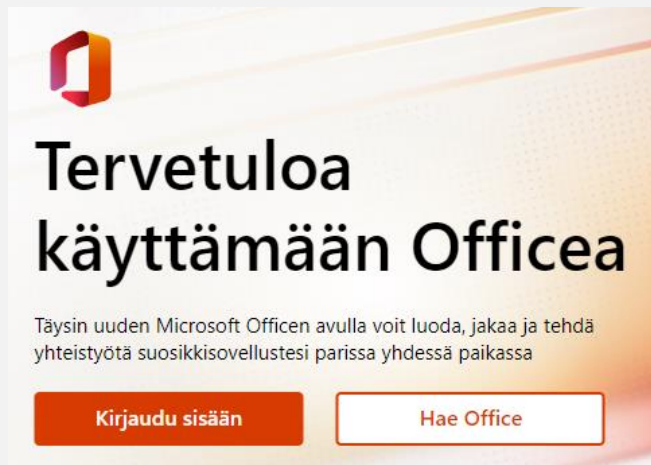 Tervetuloa
käyttämään Officea
Täysin uuden Microsoft Officen avulla voit luoda, jakaa ja tehdä
yhteistyötä suosikkisovellustesi parissa yhdessä paikassa
Kirjaudu sisään
Hae Office